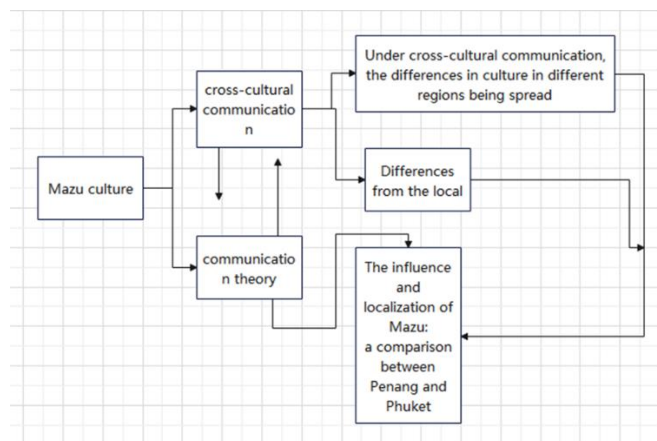 Under cross-cultural communication,
the differences in culture in different
regions being spread
cross-cultural
communicatio
n
Mazu culture
Differences
from the local
communicatio
n theory
The influence
and
localization of
Mazu:
a comparison
between
Penang and
Phuket